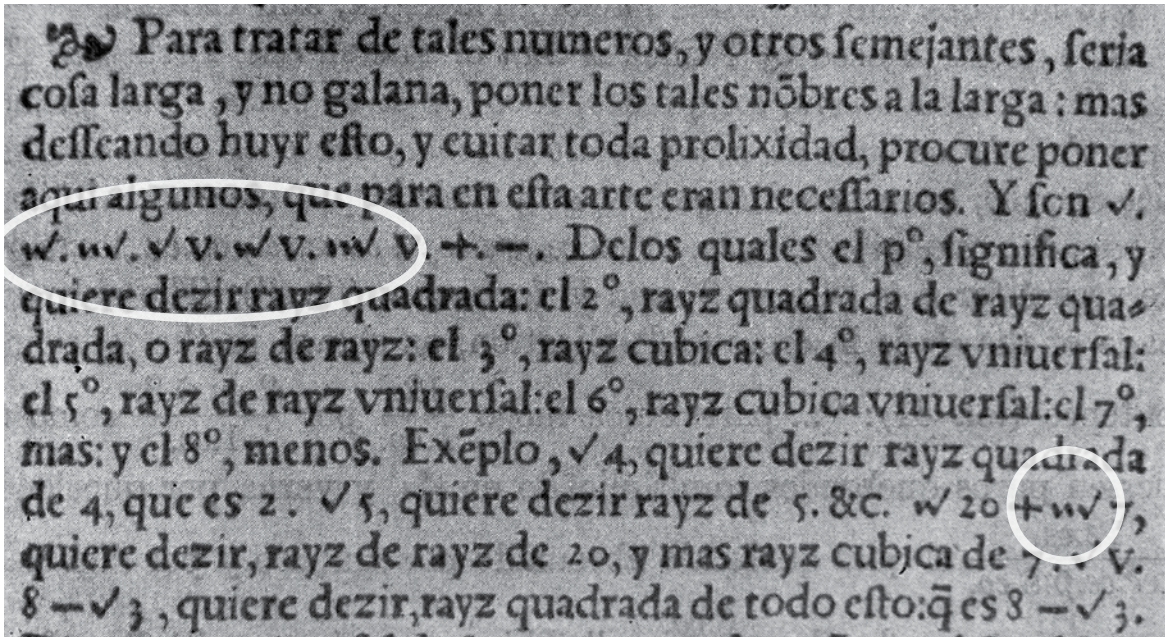 Para tratar de tales numeros, y otros ſemejantes, ſeria
coſa larga, y no galana, poner los tales nōbres a la larga: mas
deſſeando huyr eſto, y euitar toda prolixidad, procure poner
aqui algunos, que para en eſta arte eran neceſſarios. Y ſon √.
V. V. V. +. −. Delos quales el pº, ſignifica, y
quiere dezir rayz quadrada: el 2º, rayz quadrada de rayz qua-
drada, o rayz de rayz: el 3º, rayz cubica: el 4º, rayz vniuerſal:
el 5º, rayz de rayz vniuerſal: el 6º, rayz cubica vniuerſal: el 7º,
mas: y el 8º, menos. Exēplo, √ 4, quiere dezir rayz quadrada
de 4, que es 2. √ 5, quiere dezir rayz de 5. &c. 20 +
quiere dezir, rayz de rayz de 20, y mas rayz cubica de 7. V.
8 − √ 3, quiere dezir, rayz quadrada de todo eſto: q̄ es 8 − √ 3.